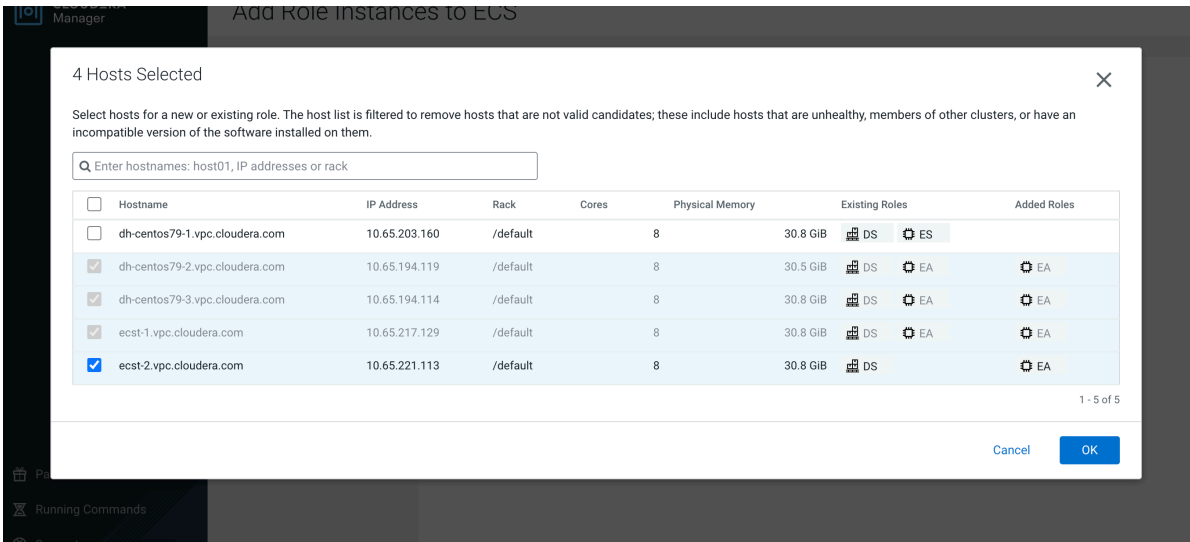 CLOUDERA
Manager
Add Role Instances to ECS
4 Hosts Selected
Select hosts for a new or existing role. The host list is filtered to remove hosts that are not valid candidates; these include hosts that are unhealthy, members of other clusters, or have an
incompatible version of the software installed on them.
Enter hostnames: host01, IP addresses or rack
Hostname IP Address Rack Cores Physical Memory Existing Roles Added Roles
dh-centos79-1.vpc.cloudera.com 10.65.203.160 /default 8 30.8 GiB DS ES
dh-centos79-2.vpc.cloudera.com 10.65.194.119 /default 8 30.5 GiB DS EA EA
dh-centos79-3.vpc.cloudera.com 10.65.194.114 /default 8 30.8 GiB DS EA EA
ecst-1.vpc.cloudera.com 10.65.217.129 /default 8 30.8 GiB DS EA EA
ecst-2.vpc.cloudera.com 10.65.221.113 /default 8 30.8 GiB DS EA
1 - 5 of 5
Cancel OK
Pa
Running Commands